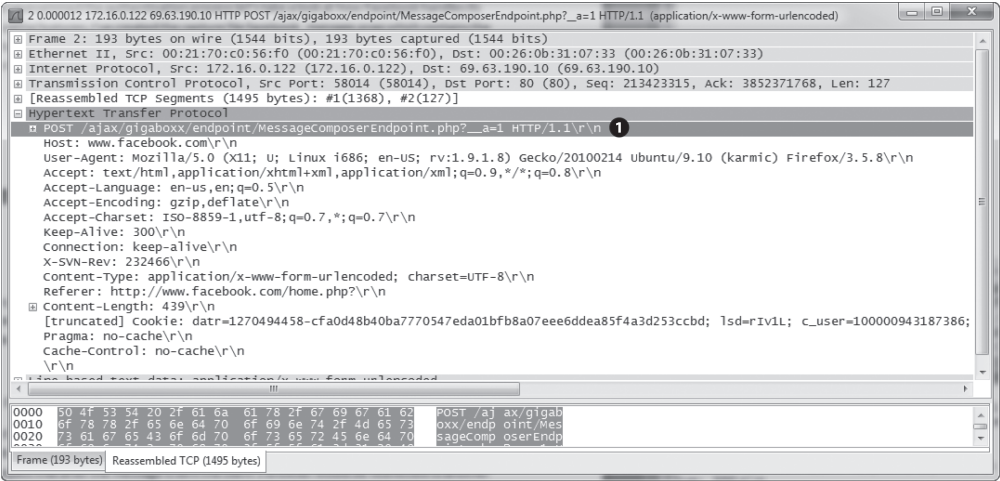 2 0.000012 172.16.0.122 69.63.190.10 HTTP POST /ajax/gigaboxx/endpoint/MessageComposerEndpoint.php?__a=1 HTTP/1.1 (application/x-www-form-urlencoded)
Frame 2: 193 bytes on wire (1544 bits), 193 bytes captured (1544 bits)
Ethernet II, Src: 00:21:70:c0:56:f0 (00:21:70:c0:56:f0), Dst: 00:26:0b:31:07:33 (00:26:0b:31:07:33)
Internet Protocol, Src: 172.16.0.122 (172.16.0.122), Dst: 69.63.190.10 (69.63.190.10)
Transmission Control Protocol, Src Port: 58014 (58014), Dst Port: 80 (80), Seq: 213423315, Ack: 3852371768, Len: 127
[Reassembled TCP Segments (1495 bytes): #1(1368), #2(127)]
Hypertext Transfer Protocol
POST /ajax/gigaboxx/endpoint/MessageComposerEndpoint.php?__a=1 HTTP/1.1\r\n 1
Host: www.facebook.com\r\n
User-Agent: Mozilla/5.0 (X11; U; Linux i686; en-US; rv:1.9.1.8) Gecko/20100214 Ubuntu/9.10 (karmic) Firefox/3.5.8\r\n
Accept: text/html,application/xhtml+xml,application/xml;q=0.9,*/*;q=0.8\r\n
Accept-Language: en-us,en;q=0.5\r\n
Accept-Encoding: gzip,deflate\r\n
Accept-Charset: ISO-8859-1,utf-8;q=0.7,*;q=0.7\r\n
Keep-Alive: 300\r\n
Connection: keep-alive\r\n
X-SVN-Rev: 232466\r\n
Content-Type: application/x-www-form-urlencoded; charset=UTF-8\r\n
Referer: http://www.facebook.com/home.php?\r\n
Content-Length: 439\r\n
[truncated] Cookie: datr=1270494458-cfa0d48b40ba7770547eda01bfb8a07eee6ddea85f4a3d253ccbd; lsd=rIv1L; c_user=100000943187386;
Pragma: no-cache\r\n
Cache-Control: no-cache\r\n
\r\n
Line-based text data: application/x-www-form-urlencoded
0000 50 4f 53 54 20 2f 61 6a 61 78 2f 67 69 67 61 62 POST /aj ax/gigab
0010 6f 78 78 2f 65 6e 64 70 6f 69 6e 74 2f 4d 65 73 oxx/endp oint/Mes
0020 73 61 67 65 43 6f 6d 70 6f 73 65 72 45 6e 64 70 sageComp oserEndp
Frame (193 bytes) Reassembled TCP (1495 bytes)